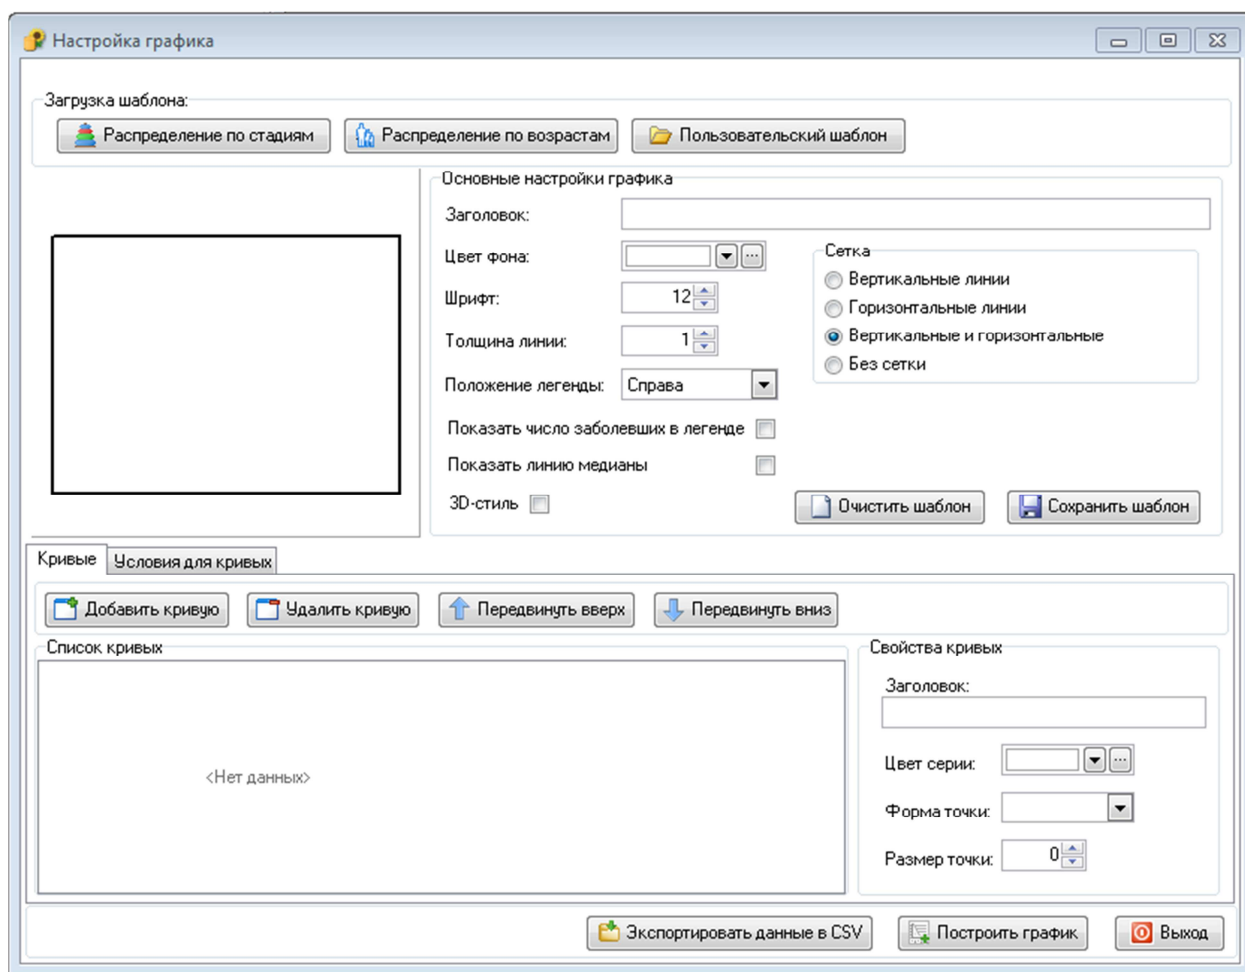 Настройка графика
Загрузка шаблона:
Распределение по стадиям
Распределение по возрастам
Пользовательский шаблон
Основные настройки графика
Заголовок:
Цвет фона:
Шрифт:
12
Толщина линии:
1
Положение легенды:
Справа
Показать число заболевших в легенде
Показать линию медианы
3D-стиль
Сетка
Вертикальные линии
Горизонтальные линии
Вертикальные и горизонтальные
Без сетки
Очистить шаблон
Сохранить шаблон
Кривые
Условия для кривых
Добавить кривую
Удалить кривую
Передвинуть вверх
Передвинуть вниз
Список кривых
<Нет данных>
Свойства кривых
Заголовок:
Цвет серии:
Форма точки:
Размер точки:
0
Экспортировать данные в CSV
Построить график
Выход